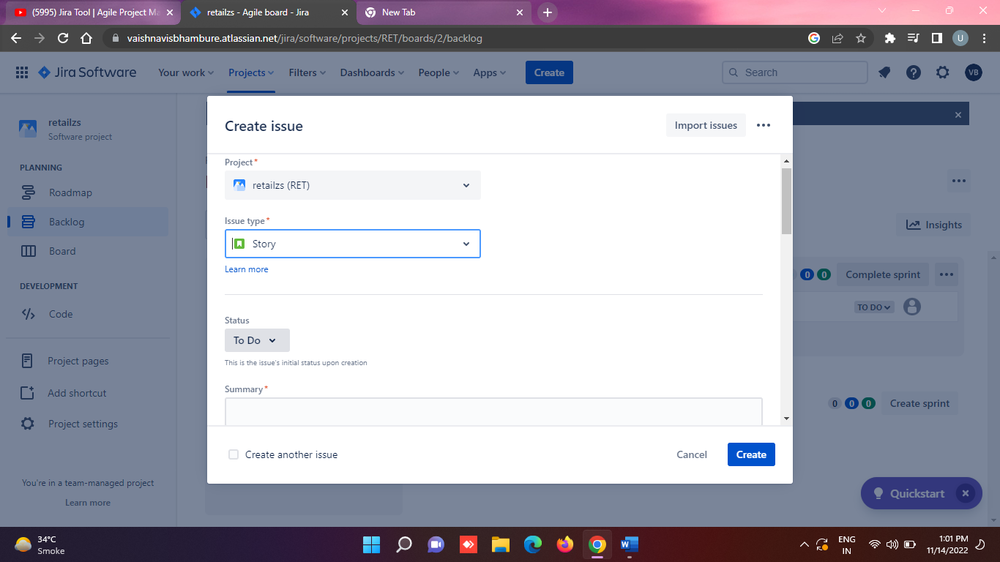 (5995) Jira Tool | Agile Project Ma
retailzs - Agile board - Jira
New Tab
vaishnavisbhambure.atlassian.net/jira/software/projects/RET/boards/2/backlog
U
Jira Software
Your work
Projects
Filters
Dashboards
People
Apps
Create
Search
VB
retailzs
Software project
PLANNING
Roadmap
Backlog
Board
DEVELOPMENT
Code
Project pages
Add shortcut
Project settings
You're in a team-managed project
Learn more
Create issue
Import issues
Project*
retailzs (RET)
Issue type*
Story
Learn more
Status
To Do
This is the issue's initial status upon creation
Summary*
Create another issue
Cancel
Create
Insights
0 0 Complete sprint
TO DO
0 0 0 Create sprint
Quickstart
34°C
Smoke
ENG
IN
1:01 PM
11/14/2022